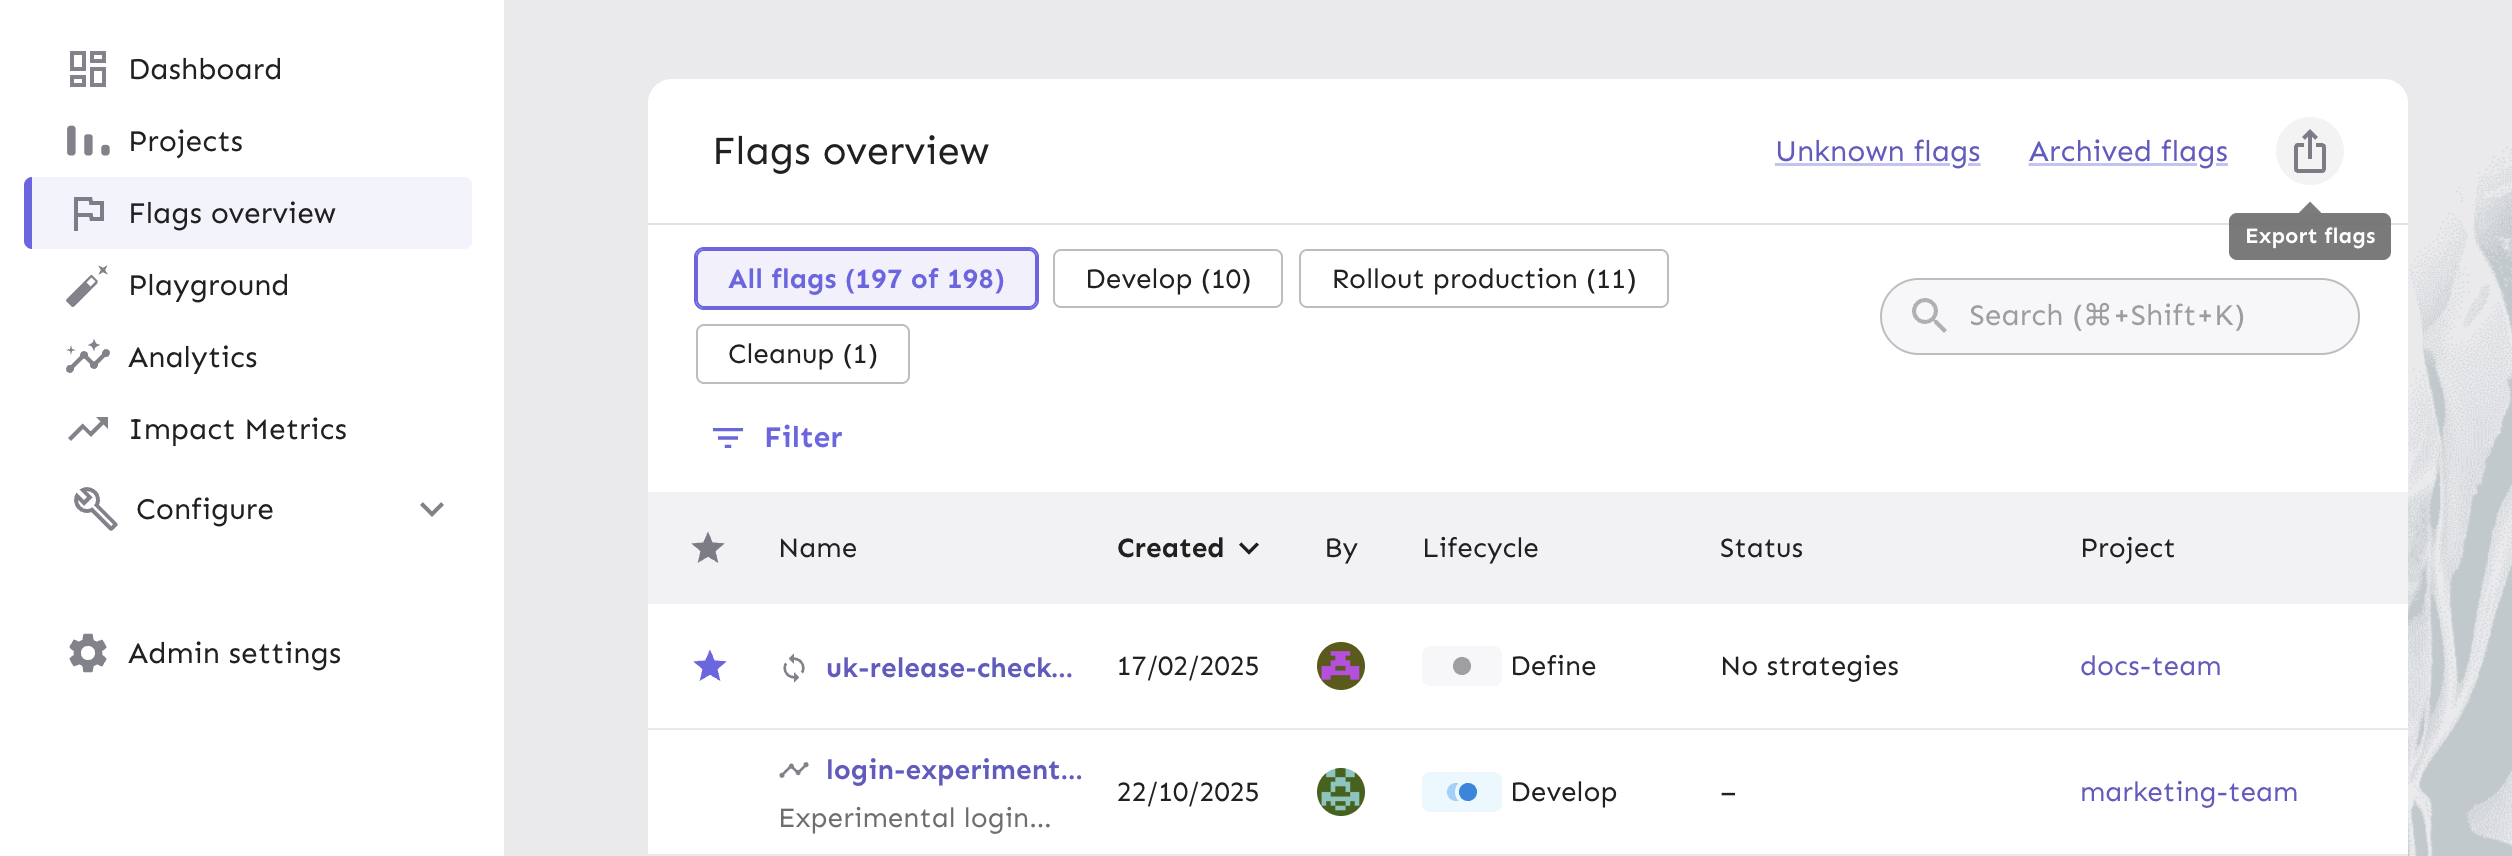 Dashboard
Projects
Flags overview
Playground
Analytics
Impact Metrics
Configure
Admin settings
Flags overview
Unknown flags
Archived flags
Export flags
All flags (197 of 198)
Develop (10)
Rollout production (11)
Cleanup (1)
Search (⌘+Shift+K)
Filter
Name Created By Lifecycle Status Project
uk-release-check... 17/02/2025 Define No strategies docs-team
login-experiment... 22/10/2025 Develop – marketing-team
Experimental login...